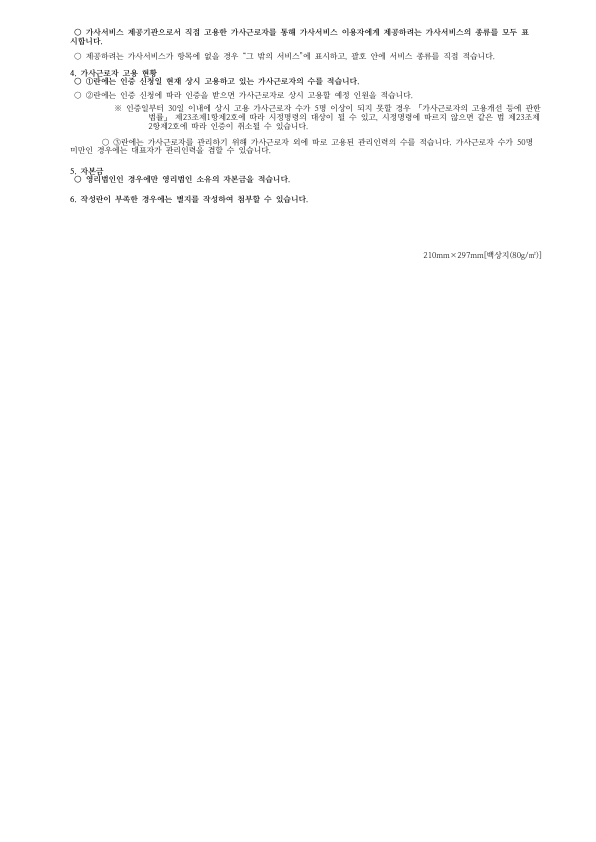 ○ 가사서비스 제공기관으로서 직접 고용한 가사근로자를 통해 가사서비스 이용자에게 제공하려는 가사서비스의 종류를 모두 표
시합니다.
○ 제공하려는 가사서비스가 항목에 없을 경우 “그 밖의 서비스”에 표시하고, 괄호 안에 서비스 종류를 직접 적습니다.
4. 가사근로자 고용 현황
○ ①란에는 인증 신청일 현재 상시 고용하고 있는 가사근로자의 수를 적습니다.
○ ②란에는 인증 신청에 따라 인증을 받으면 가사근로자로 상시 고용할 예정 인원을 적습니다.
※ 인증일부터 30일 이내에 상시 고용 가사근로자 수가 5명 이상이 되지 못할 경우 「가사근로자의 고용개선 등에 관한
법률」 제23조제1항제2호에 따라 시정명령의 대상이 될 수 있고, 시정명령에 따르지 않으면 같은 법 제23조제
2항제2호에 따라 인증이 취소될 수 있습니다.
○ ③란에는 가사근로자를 관리하기 위해 가사근로자 외에 따로 고용된 관리인력의 수를 적습니다. 가사근로자 수가 50명
미만인 경우에는 대표자가 관리인력을 겸할 수 있습니다.
5. 자본금
○ 영리법인인 경우에만 영리법인 소유의 자본금을 적습니다.
6. 작성란이 부족한 경우에는 별지를 작성하여 첨부할 수 있습니다.
210mm×297mm[백상지(80g/㎡)]